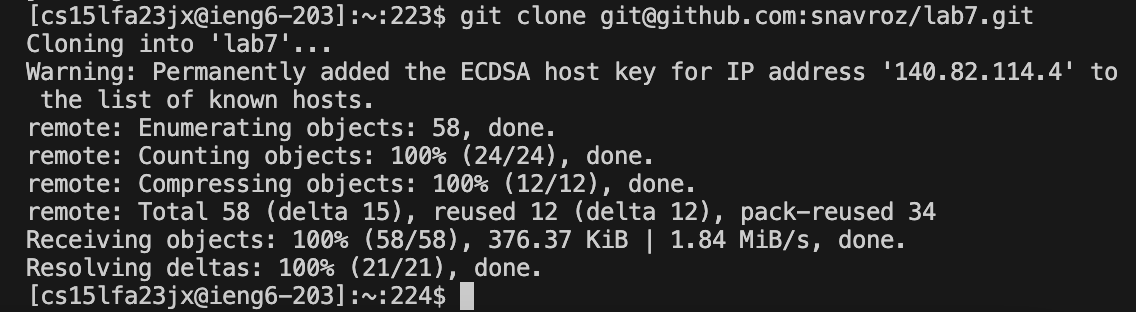 [cs15lfa23jx@ieng6-203]:~:223$ git clone git@github.com:snavroz/lab7.git
Cloning into 'lab7'...
Warning: Permanently added the ECDSA host key for IP address '140.82.114.4' to
 the list of known hosts.
remote: Enumerating objects: 58, done.
remote: Counting objects: 100% (24/24), done.
remote: Compressing objects: 100% (12/12), done.
remote: Total 58 (delta 15), reused 12 (delta 12), pack-reused 34
Receiving objects: 100% (58/58), 376.37 KiB | 1.84 MiB/s, done.
Resolving deltas: 100% (21/21), done.
[cs15lfa23jx@ieng6-203]:~:224$